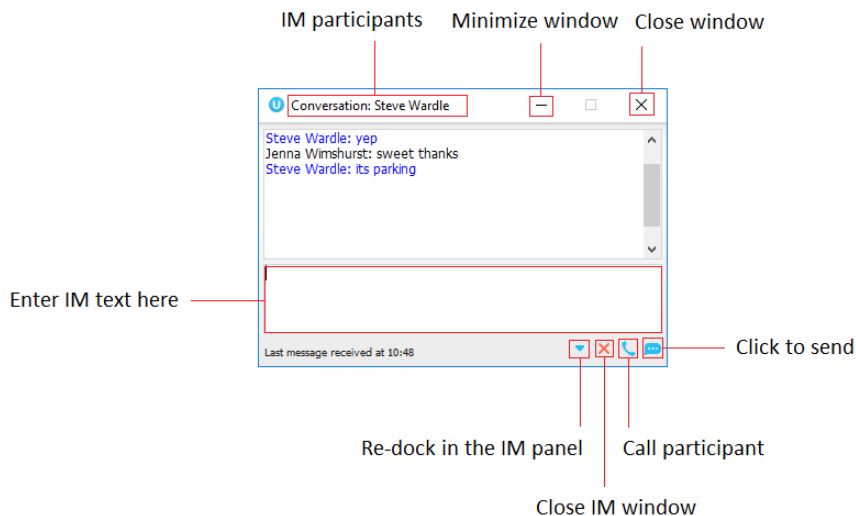 IM participants
Minimize window
Close window
U
Conversation: Steve Wardle
Steve Wardle: yep
Jenna Wimshurst: sweet thanks
Steve Wardle: its parking
Enter IM text here
Last message received at 10:48
Click to send
Re-dock in the IM panel
Call participant
Close IM window